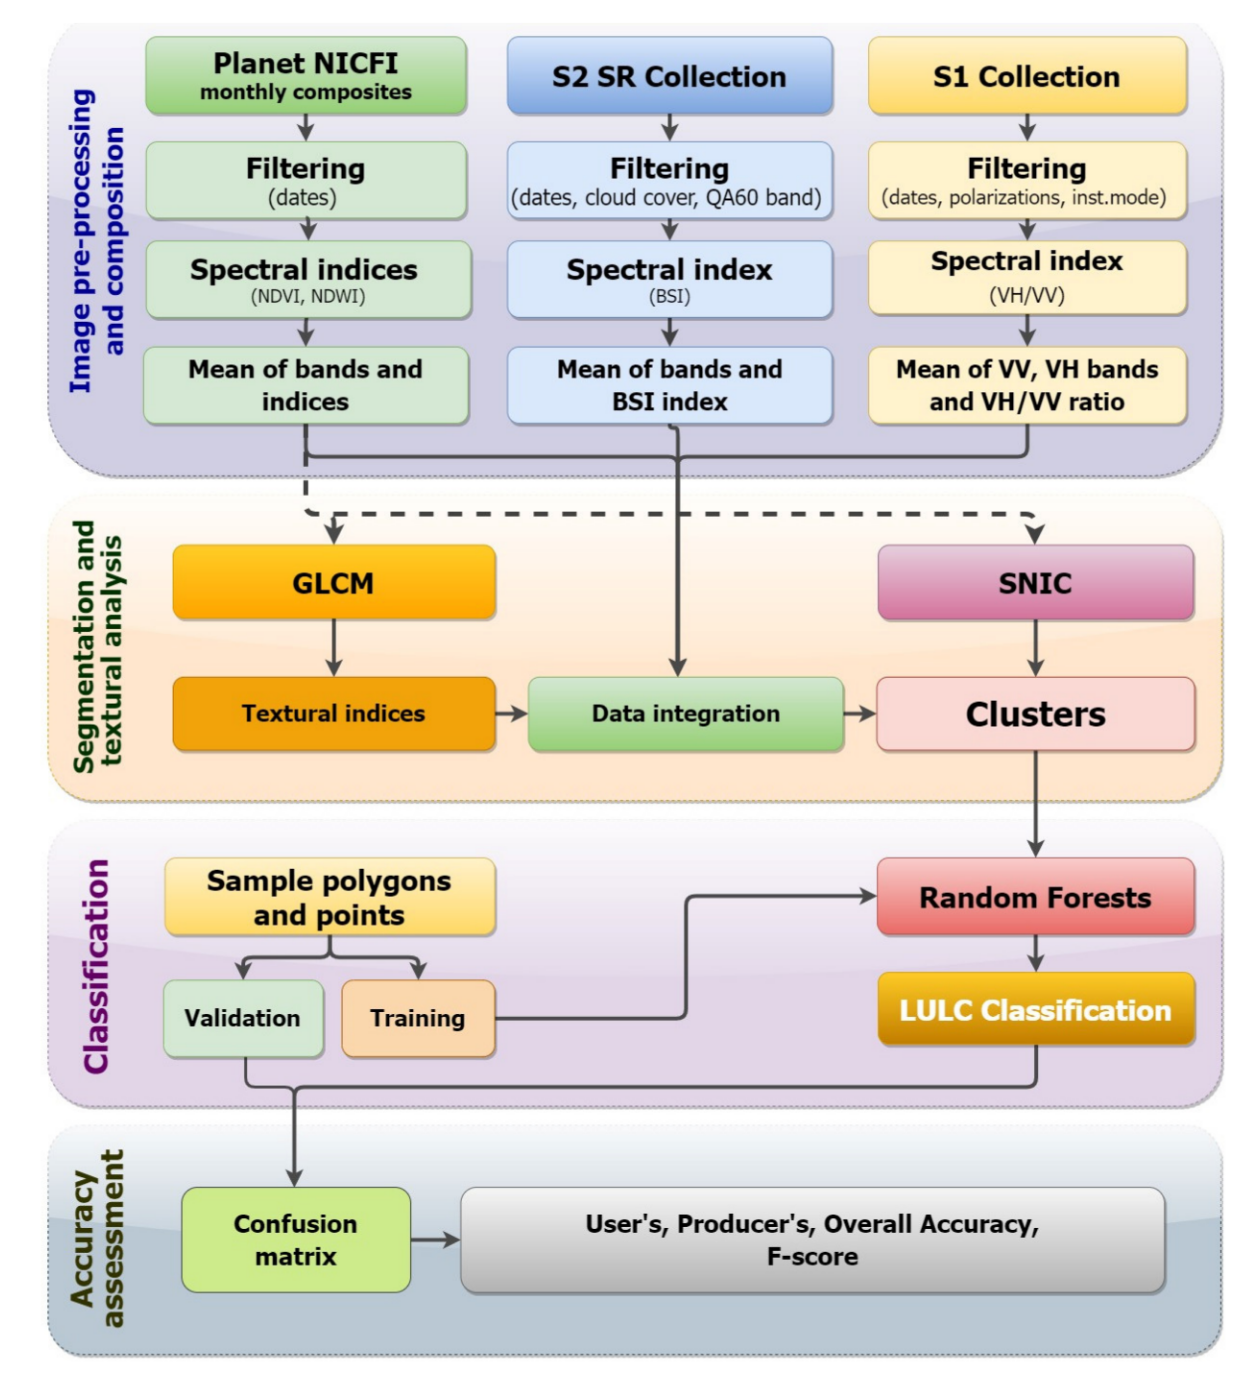 Image pre-processing
and composition
Planet NICFI
monthly composites
S2 SR Collection
S1 Collection
Filtering
(dates)
Filtering
(dates, cloud cover, QA60 band)
Filtering
(dates, polarizations, inst.mode)
Spectral indices
(NDVI, NDWI)
Spectral index
(BSI)
Spectral index
(VH/VV)
Mean of bands and
indices
Mean of bands and
BSI index
Mean of VV, VH bands
and VH/VV ratio
Segmentation and
textural analysis
GLCM
SNIC
Textural indices
Data integration
Clusters
Classification
Sample polygons
and points
Random Forests
Validation
Training
LULC Classification
Accuracy
assessment
Confusion
matrix
User's, Producer's, Overall Accuracy,
F-score